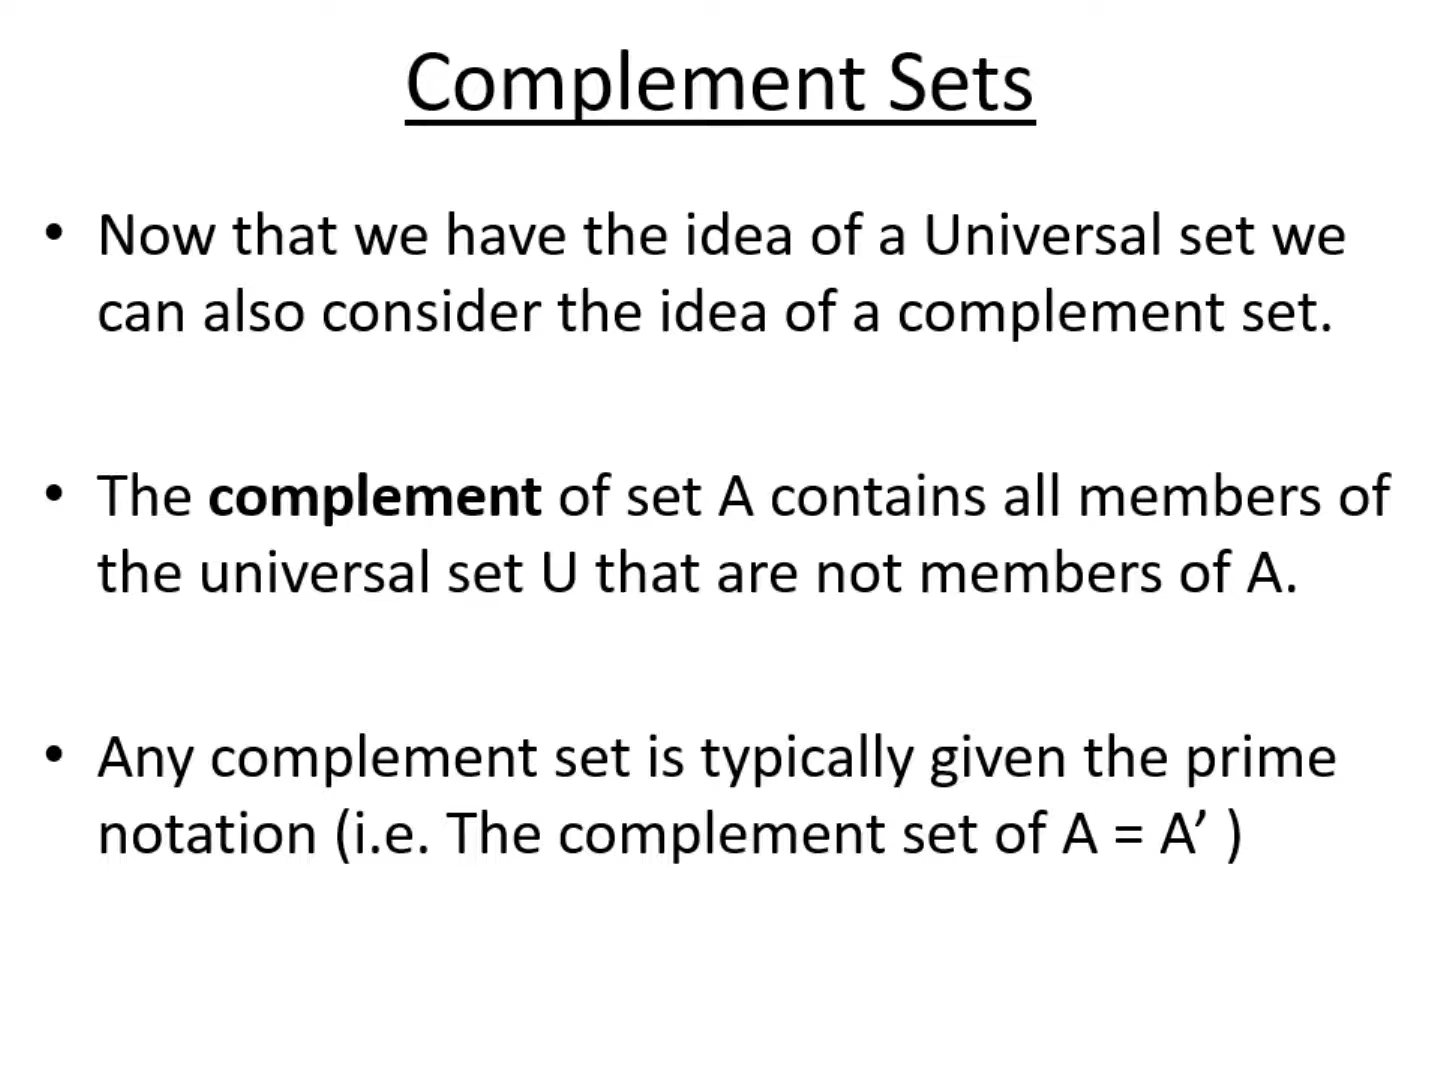 Complement Sets
• Now that we have the idea of a Universal set we
can also consider the idea of a complement set.
• The complement of set A contains all members of
the universal set U that are not members of A.
• Any complement set is typically given the prime
notation (i.e. The complement set of A = A’ )